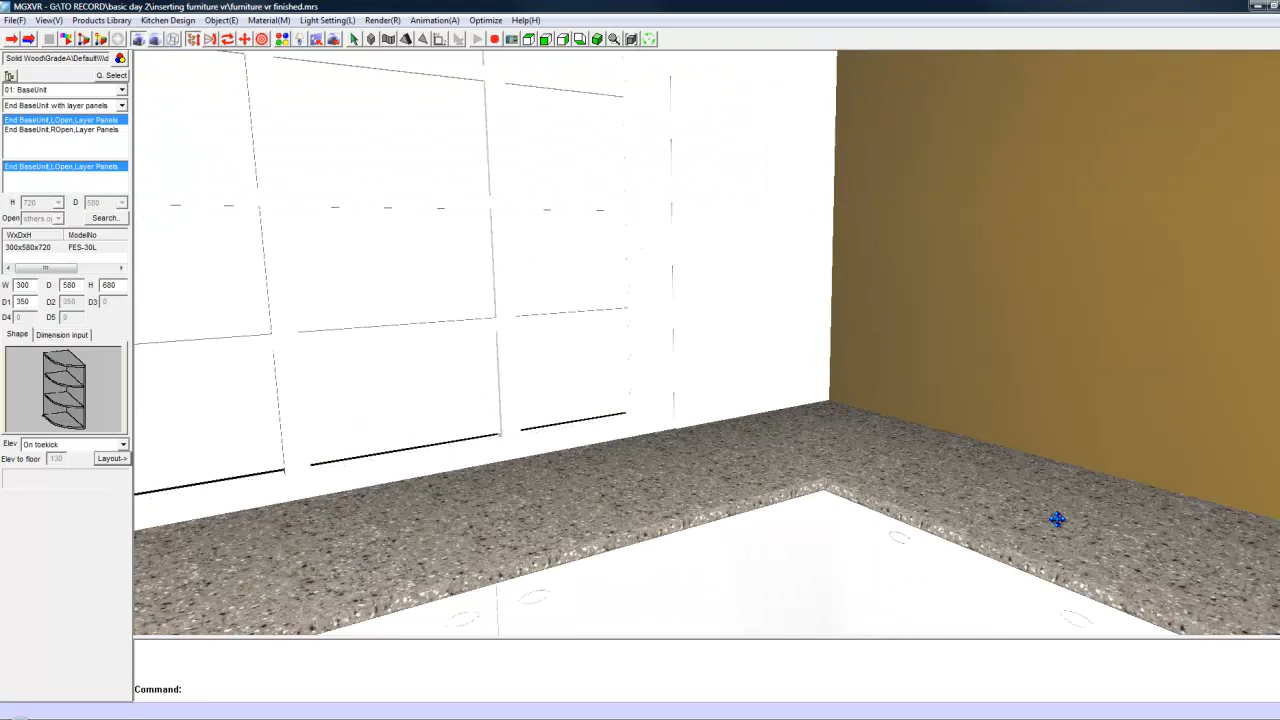 MGXVR - G:\TO RECORD\basic day 2\inserting furniture vr\furniture vr finished.mrs
File(F) View(V) Products Library Kitchen Design Object(E) Material(M) Light Setting(L) Render(R) Animation(A) Optimize Help(H)
Solid Wood\GradeA\Default\\\\d
Q. Select
01: BaseUnit
End BaseUnit with layer panels
End BaseUnit,LOpen,Layer Panels
End BaseUnit,ROpen,Layer Panels
End BaseUnit,LOpen,Layer Panels
H 720 D 580
Open others o Search..
WxDxH ModelNo
300x580x720 FES-30L
W 300 D 580 H 680
D1 350 D2 350 D3 0
D4 0 D5 0
Shape Dimension input
Elev On toekick
Elev to floor 130 Layout->
Command: